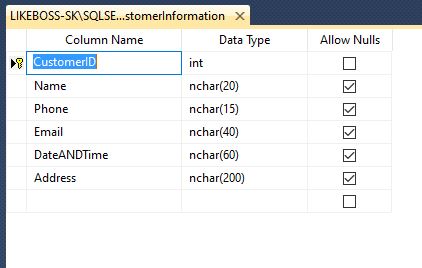 LIKEBOSS-SK\SQLSE...stomerInformation
Column Name Data Type Allow Nulls
CustomerID int
Name nchar(20)
Phone nchar(15)
Email nchar(40)
DateANDTime nchar(60)
Address nchar(200)